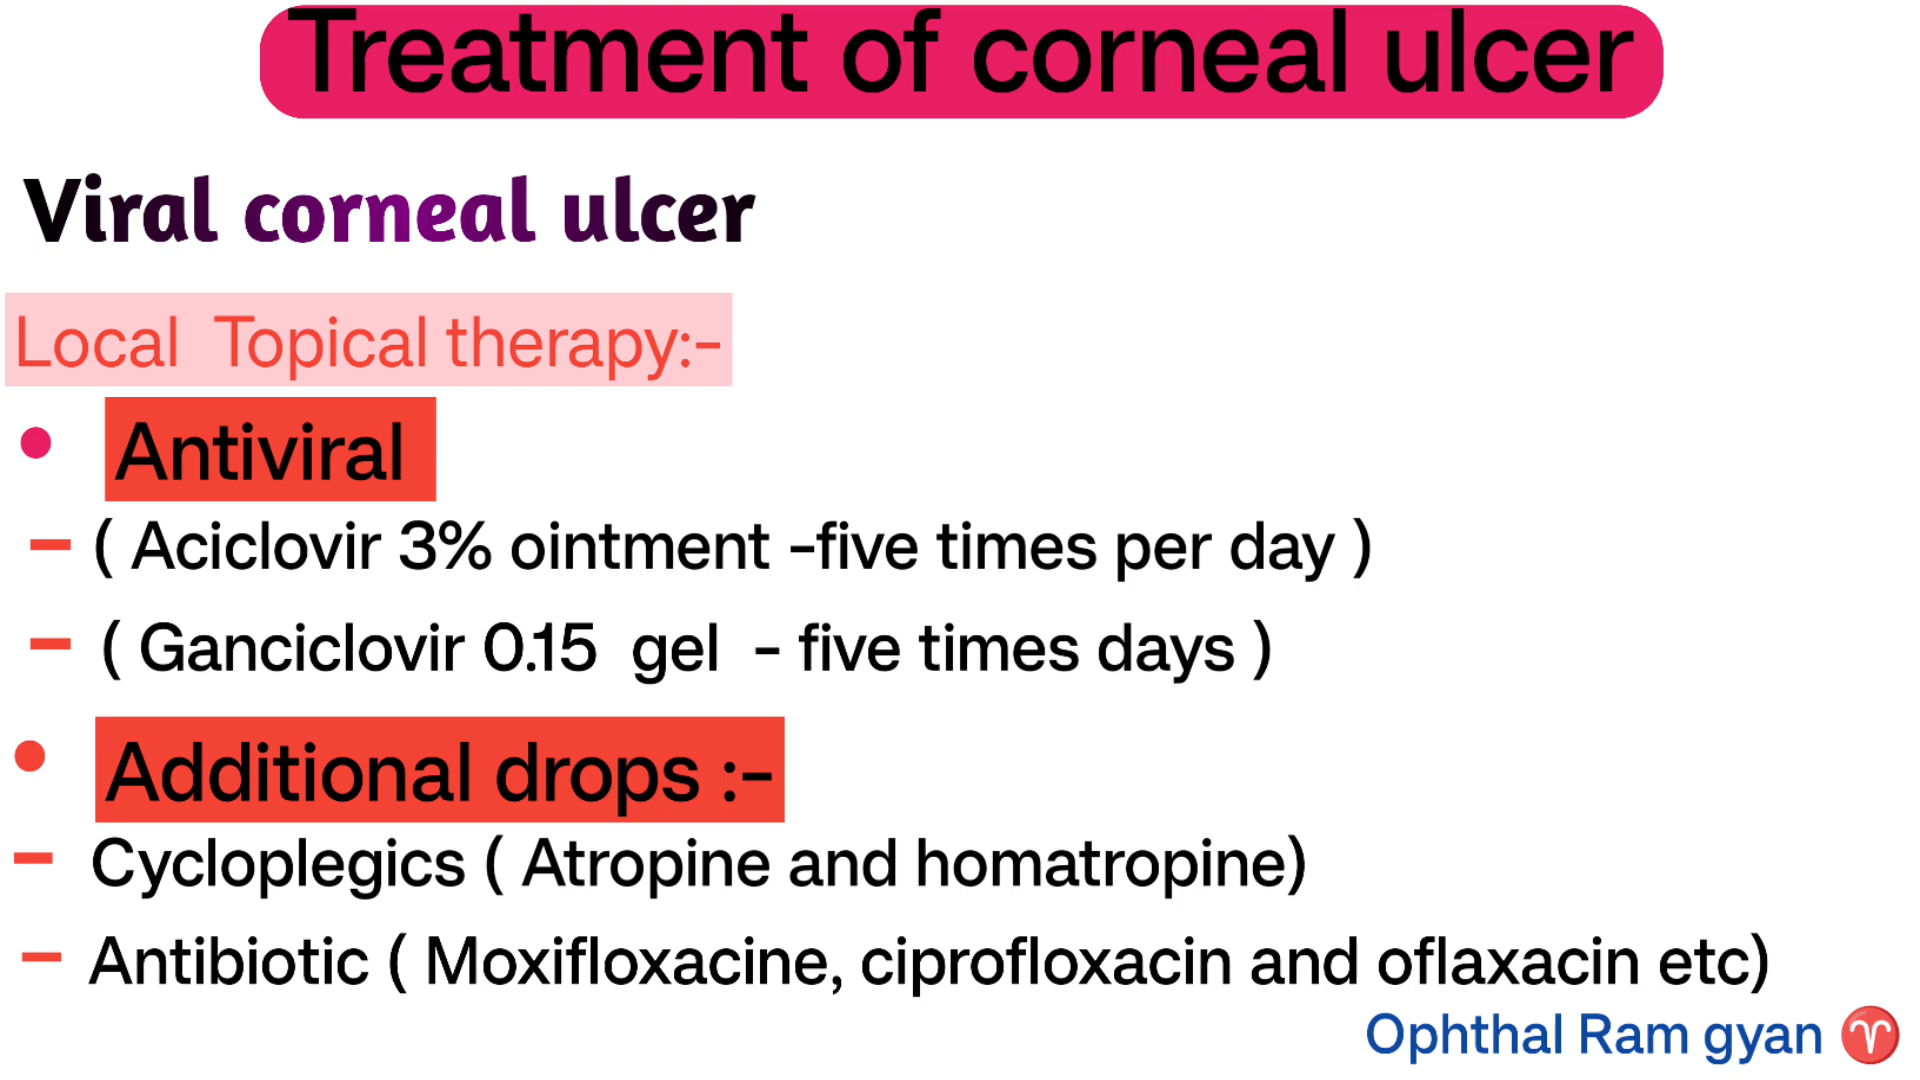 Treatment of corneal ulcer
Viral corneal ulcer
Local Topical therapy:-
• Antiviral
- ( Aciclovir 3% ointment -five times per day )
- ( Ganciclovir 0.15 gel - five times days )
• Additional drops :-
- Cycloplegics ( Atropine and homatropine)
- Antibiotic ( Moxifloxacine, ciprofloxacin and oflaxacin etc)
Ophthal Ram gyan ♈